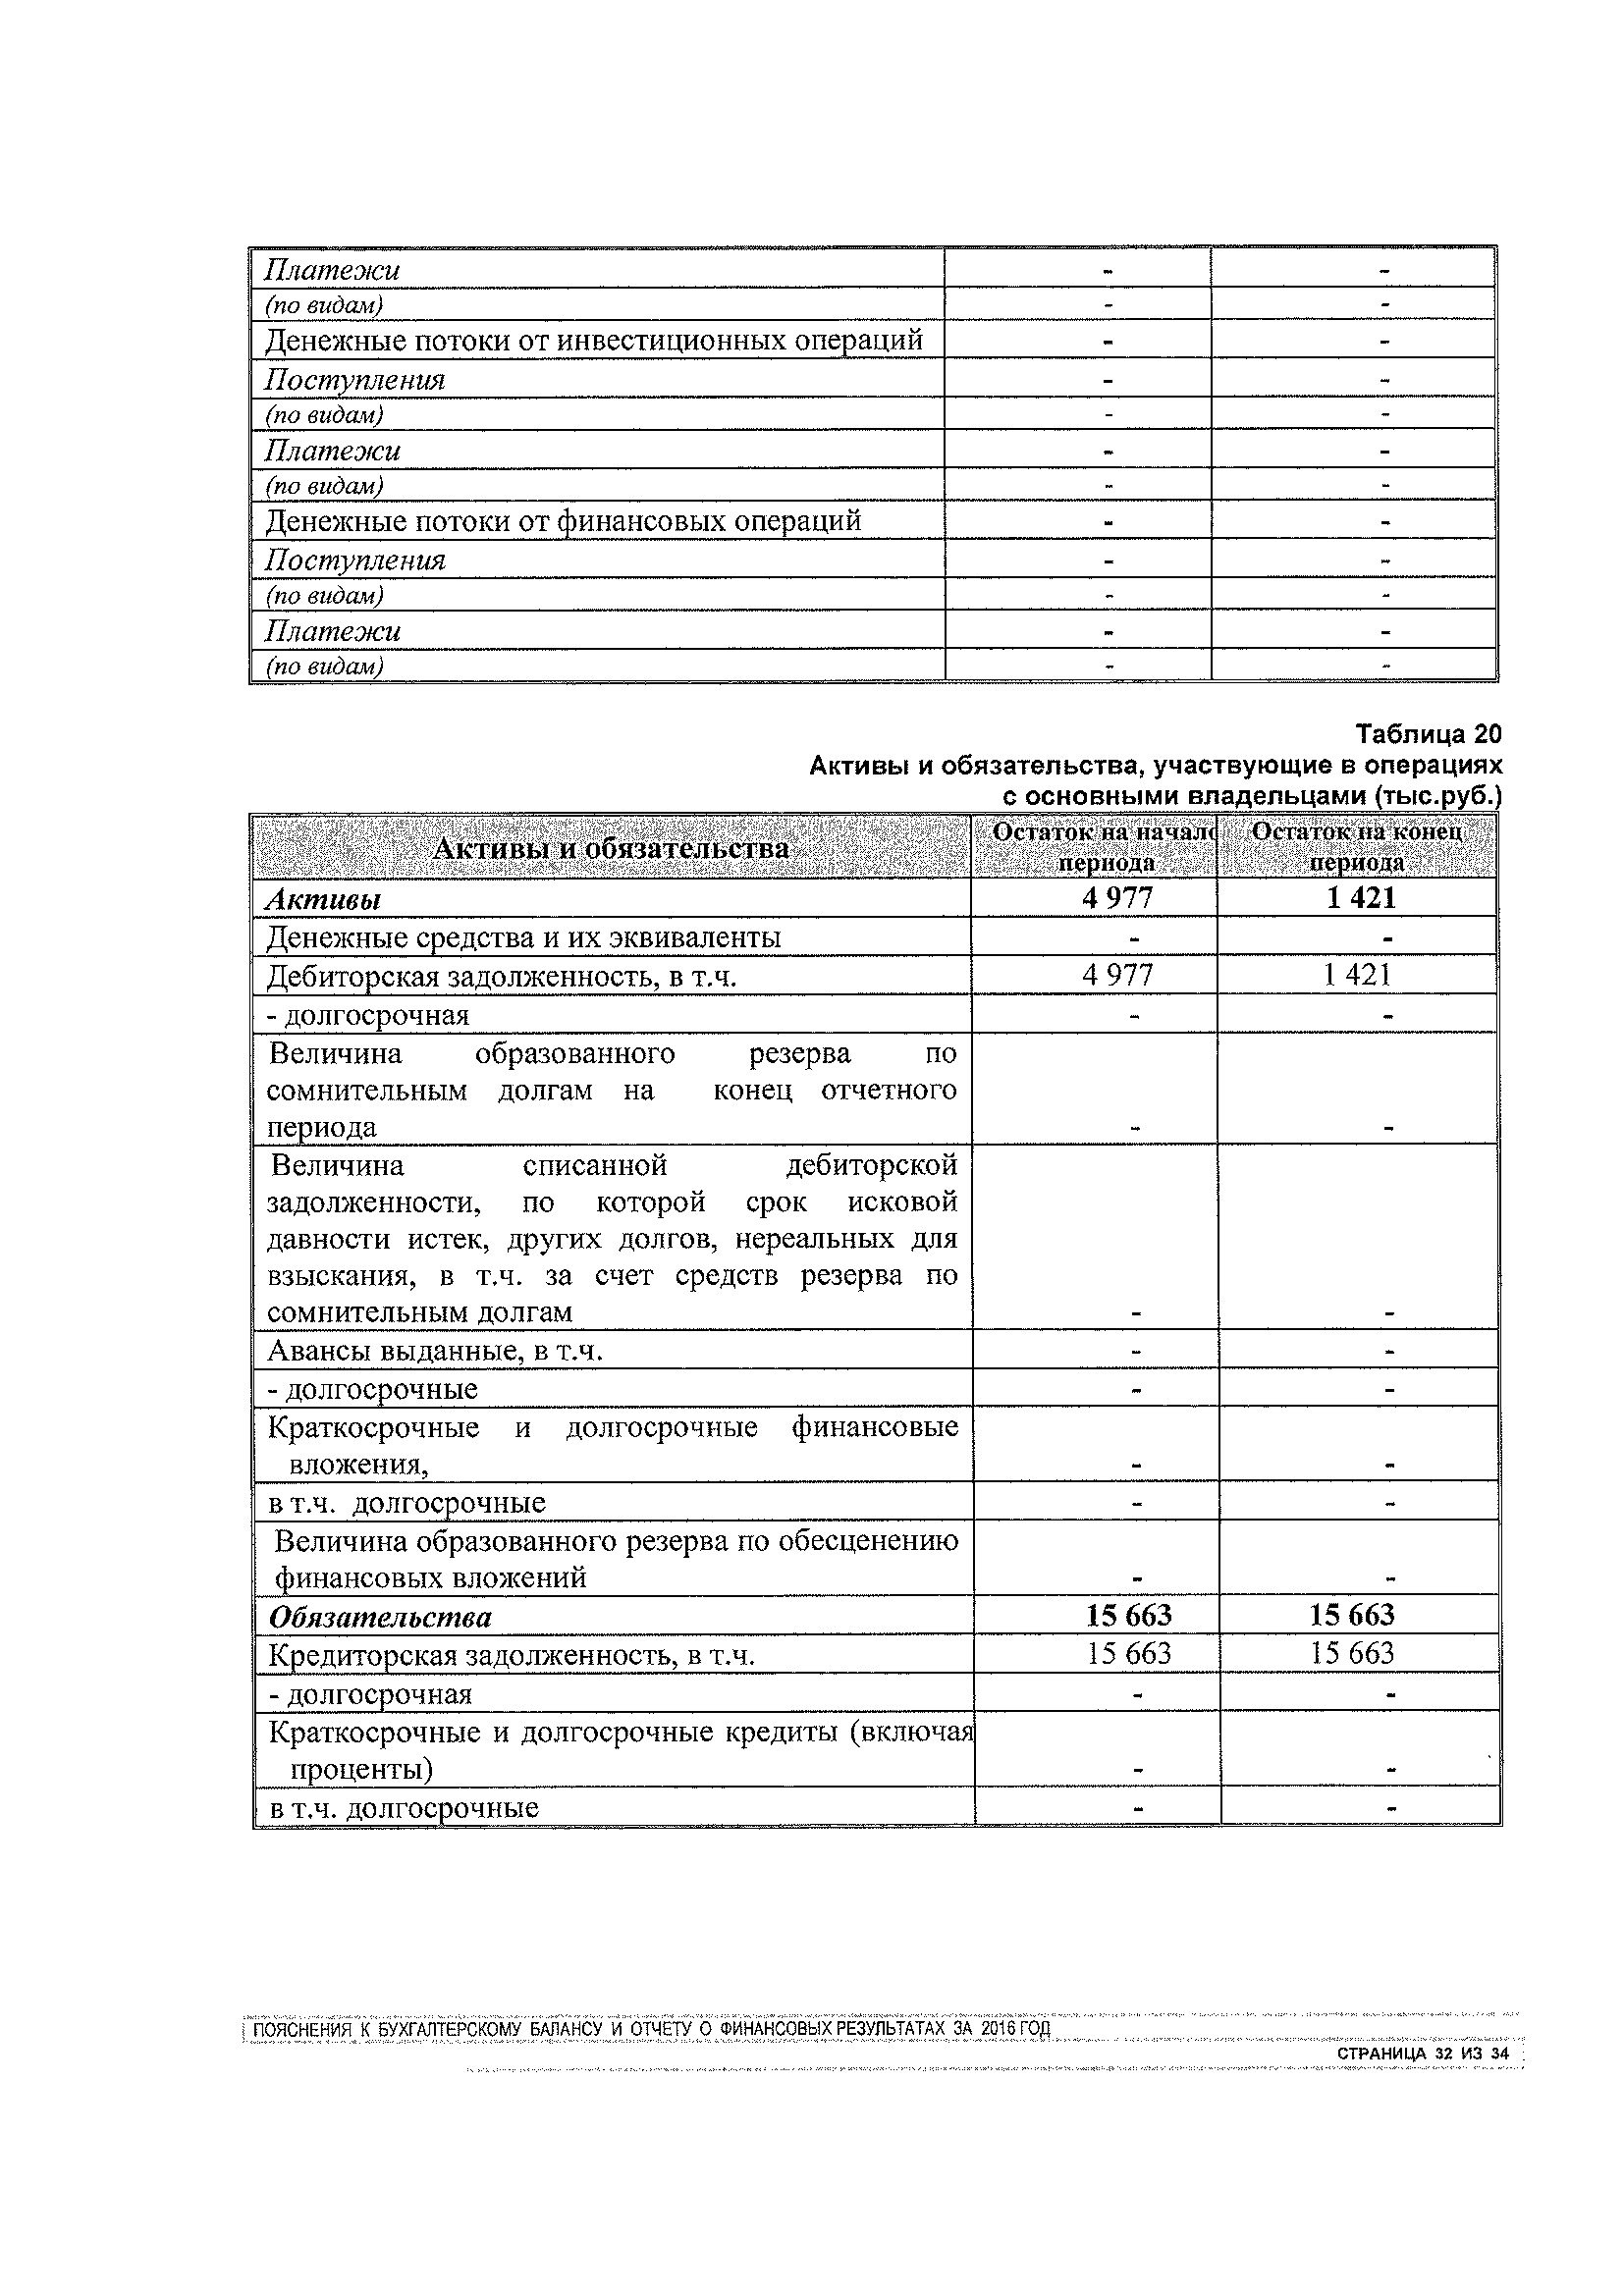 Платежи - -
(по видам) - -
Денежные потоки от инвестиционных операций - -
Поступления - -
(по видам) - -
Платежи - -
(по видам) - -
Денежные потоки от финансовых операций - -
Поступления - -
(по видам) - -
Платежи - -
(по видам) - -
Таблица 20
Активы и обязательства, участвующие в операциях
с основными владельцами (тыс.руб.)
Активы и обязательства
Остаток на начало
периода
Остаток на конец
периода
Активы 4 977 1 421
Денежные средства и их эквиваленты - -
Дебиторская задолженность, в т.ч. 4 977 1 421
- долгосрочная - -
Величина образованного резерва по
сомнительным долгам на конец отчетного
периода - -
Величина списанной дебиторской
задолженности, по которой срок исковой
давности истек, других долгов, нереальных для
взыскания, в т.ч. за счет средств резерва по
сомнительным долгам - -
Авансы выданные, в т.ч. - -
- долгосрочные - -
Краткосрочные и долгосрочные финансовые
вложения, - -
в т.ч. долгосрочные - -
Величина образованного резерва по обесценению
финансовых вложений - -
Обязательства 15 663 15 663
Кредиторская задолженность, в т.ч. 15 663 15 663
- долгосрочная - -
Краткосрочные и долгосрочные кредиты (включая
проценты) - -
в т.ч. долгосрочные - -
ПОЯСНЕНИЯ К БУХГАЛТЕРСКОМУ БАЛАНСУ И ОТЧЕТУ О ФИНАНСОВЫХ РЕЗУЛЬТАТАХ ЗА 2016 ГОД
СТРАНИЦА 32 ИЗ 34